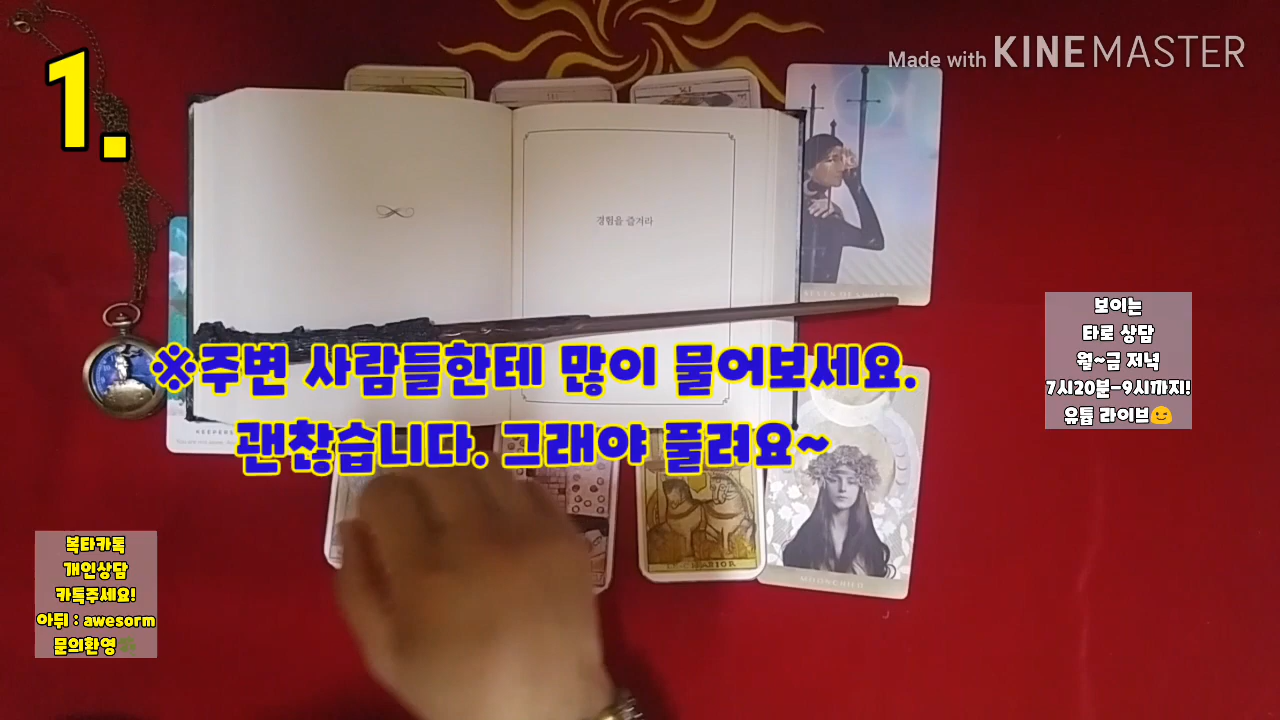 1.
Made with KINEMASTER
경험을 즐겨라
※주변 사람들한테 많이 물어보세요.
괜찮습니다. 그래야 풀려요~
보이는
타로 상담
월~금 저녁
7시20분-9시까지!
유튭 라이브
복타카톡
개인상담
카톡주세요!
아뒤 : awesorm
문의환영
MOONCHILD